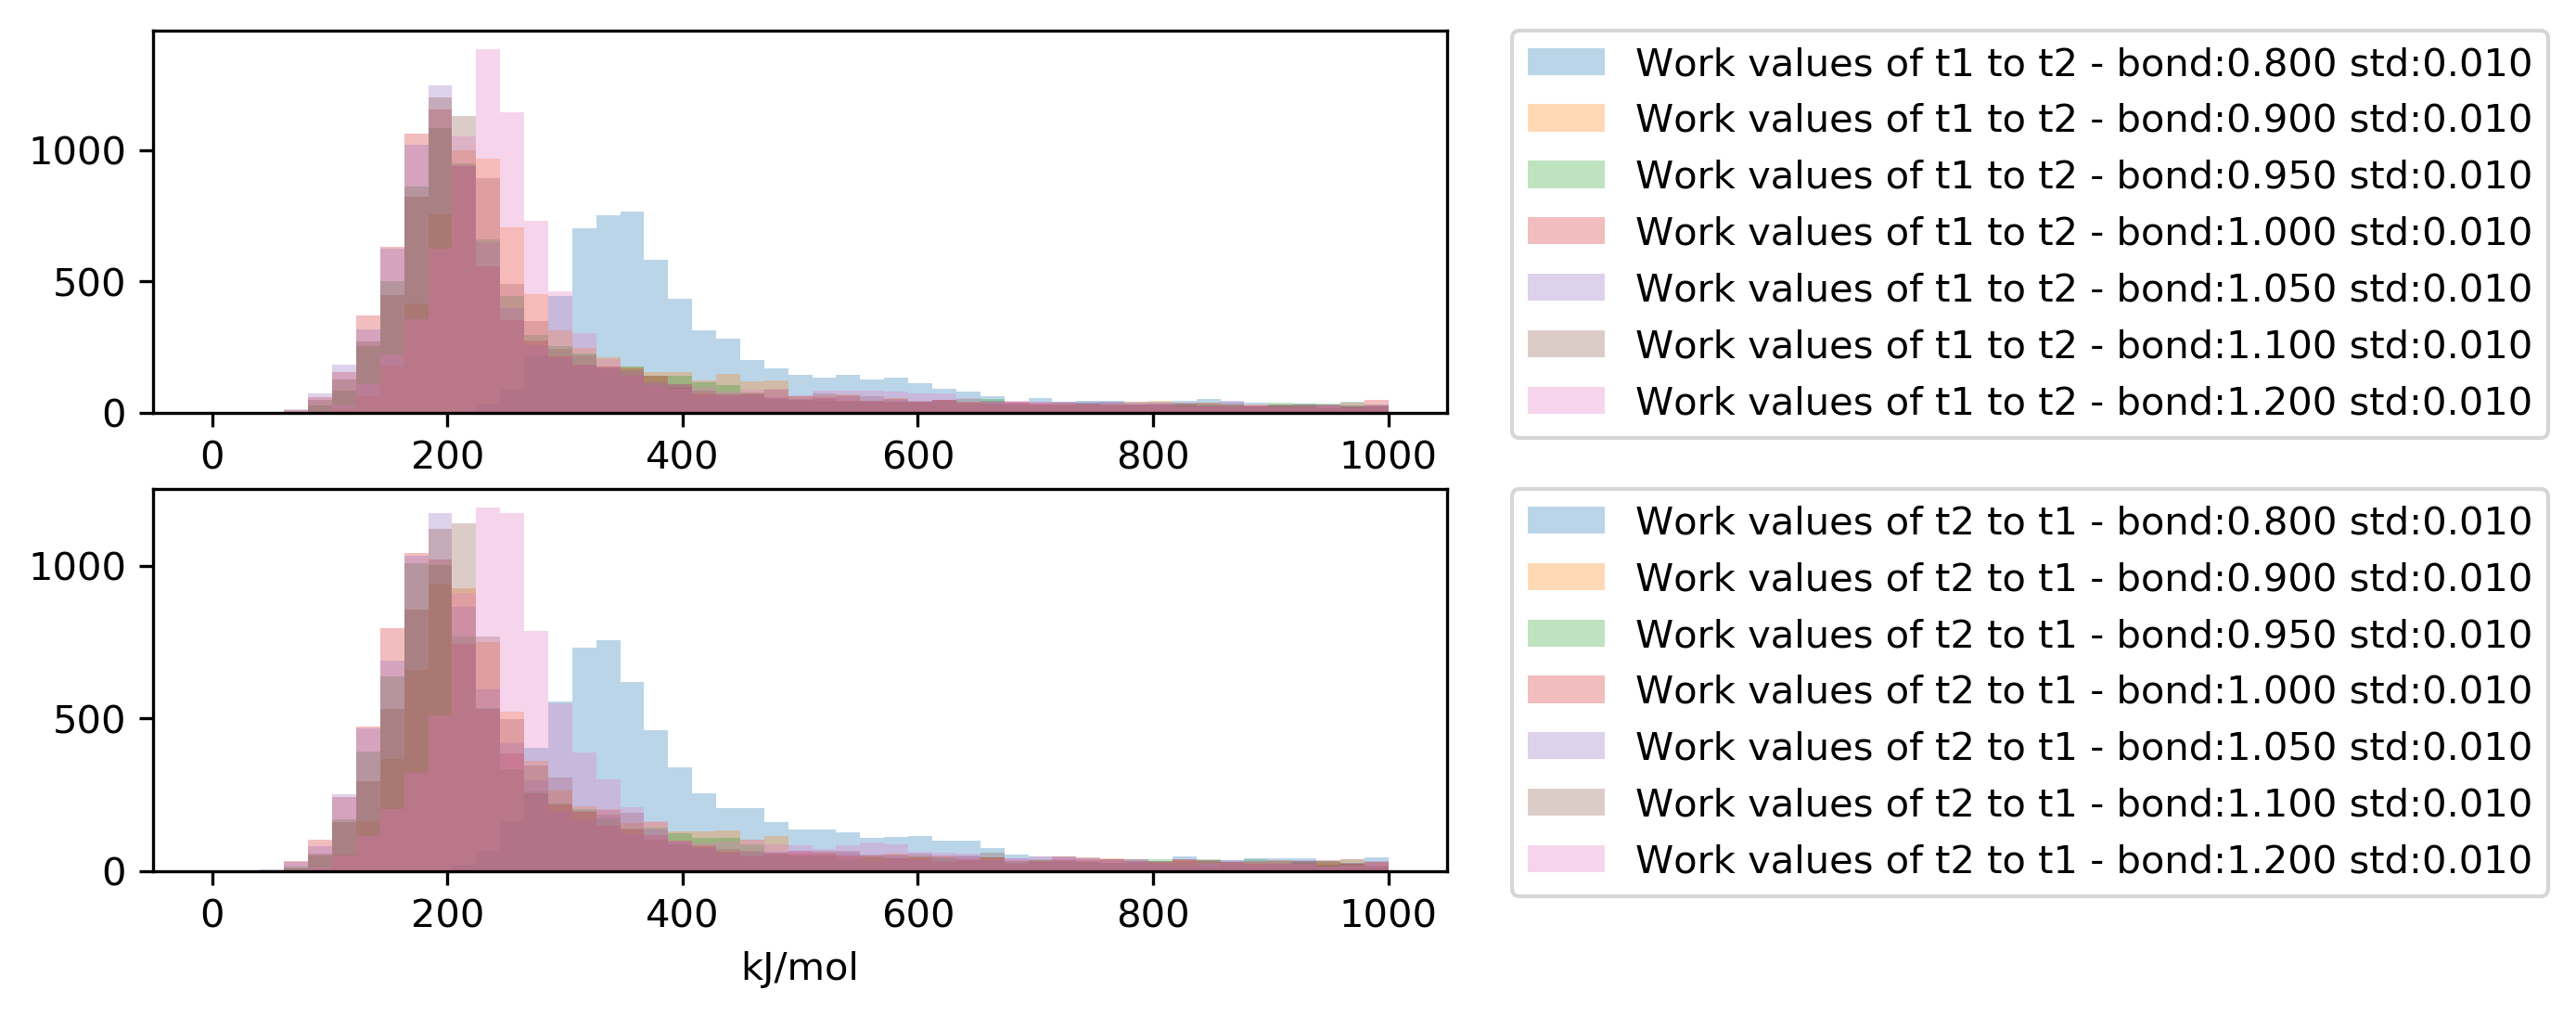 1000
500
0
0 200 400 600 800 1000
Work values of t1 to t2 - bond:0.800 std:0.010
Work values of t1 to t2 - bond:0.900 std:0.010
Work values of t1 to t2 - bond:0.950 std:0.010
Work values of t1 to t2 - bond:1.000 std:0.010
Work values of t1 to t2 - bond:1.050 std:0.010
Work values of t1 to t2 - bond:1.100 std:0.010
Work values of t1 to t2 - bond:1.200 std:0.010
1000
500
0
0 200 400 600 800 1000
kJ/mol
Work values of t2 to t1 - bond:0.800 std:0.010
Work values of t2 to t1 - bond:0.900 std:0.010
Work values of t2 to t1 - bond:0.950 std:0.010
Work values of t2 to t1 - bond:1.000 std:0.010
Work values of t2 to t1 - bond:1.050 std:0.010
Work values of t2 to t1 - bond:1.100 std:0.010
Work values of t2 to t1 - bond:1.200 std:0.010